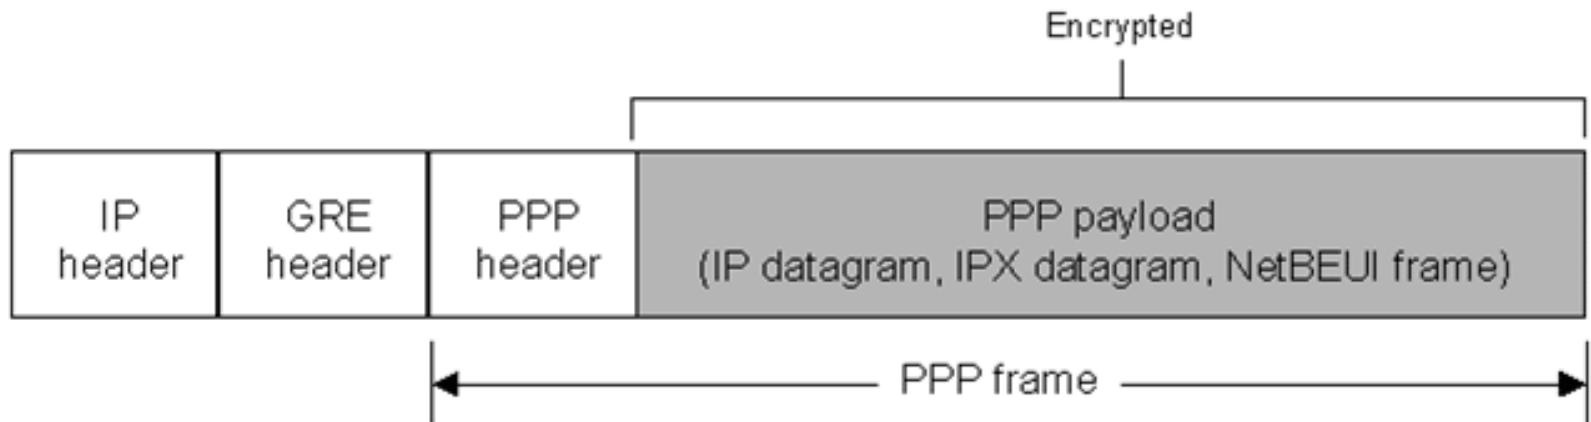 Encrypted
IP
header
GRE
header
PPP
header
PPP payload
(IP datagram, IPX datagram, NetBEUI frame)
PPP frame